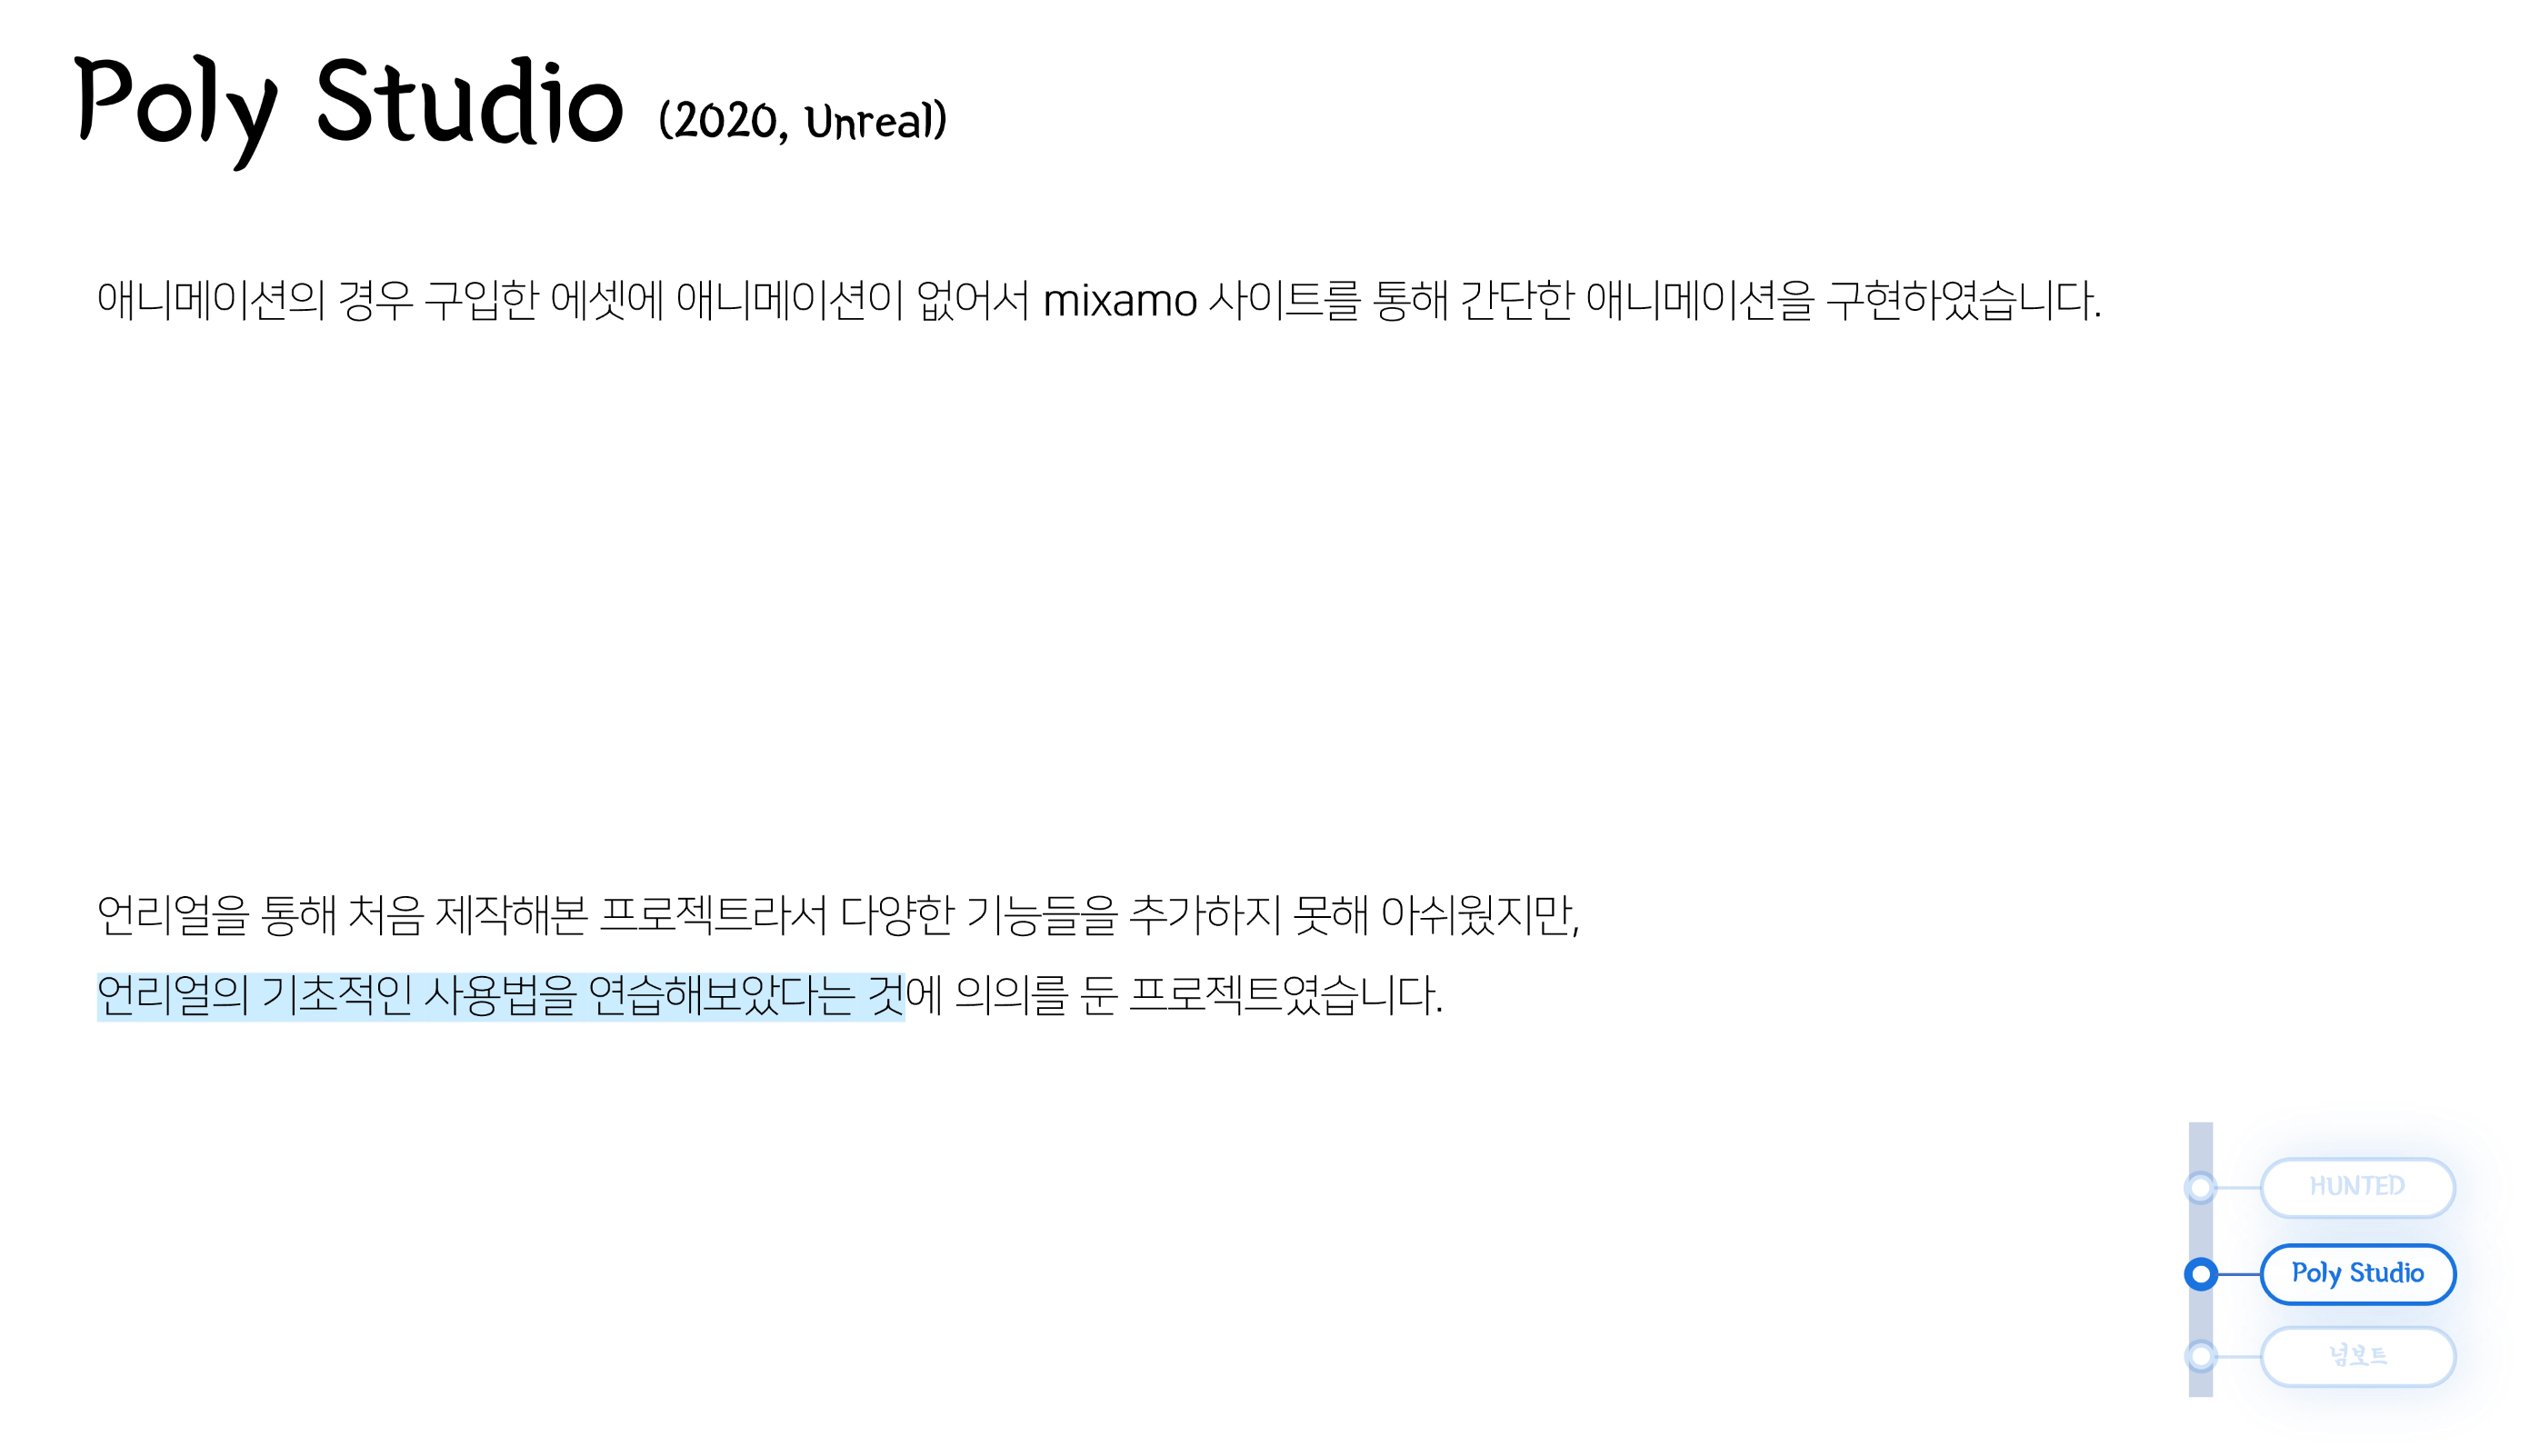 Poly Studio (2020, Unreal)
애니메이션의 경우 구입한 에셋에 애니메이션이 없어서 mixamo 사이트를 통해 간단한 애니메이션을 구현하였습니다.
언리얼을 통해 처음 제작해본 프로젝트라서 다양한 기능들을 추가하지 못해 아쉬웠지만,
언리얼의 기초적인 사용법을 연습해보았다는 것에 의의를 둔 프로젝트였습니다.
HUNTED
Poly Studio
넘보트